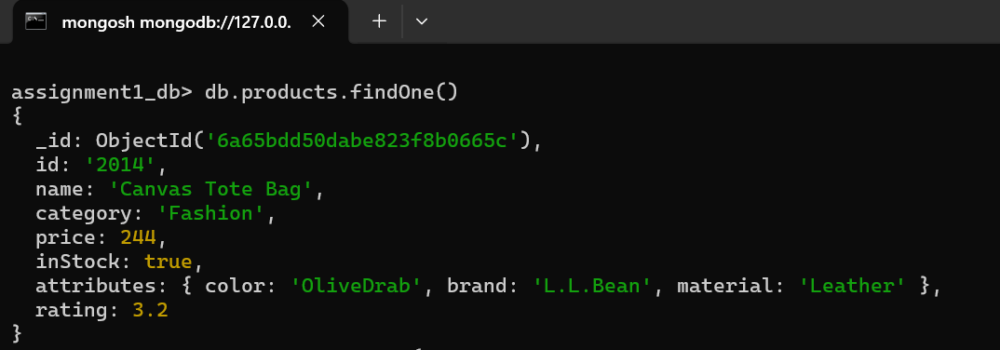 mongosh mongodb://127.0.0.
assignment1_db> db.products.findOne()
{
  _id: ObjectId('6a65bdd50dabe823f8b0665c'),
  id: '2014',
  name: 'Canvas Tote Bag',
  category: 'Fashion',
  price: 244,
  inStock: true,
  attributes: { color: 'OliveDrab', brand: 'L.L.Bean', material: 'Leather' },
  rating: 3.2
}